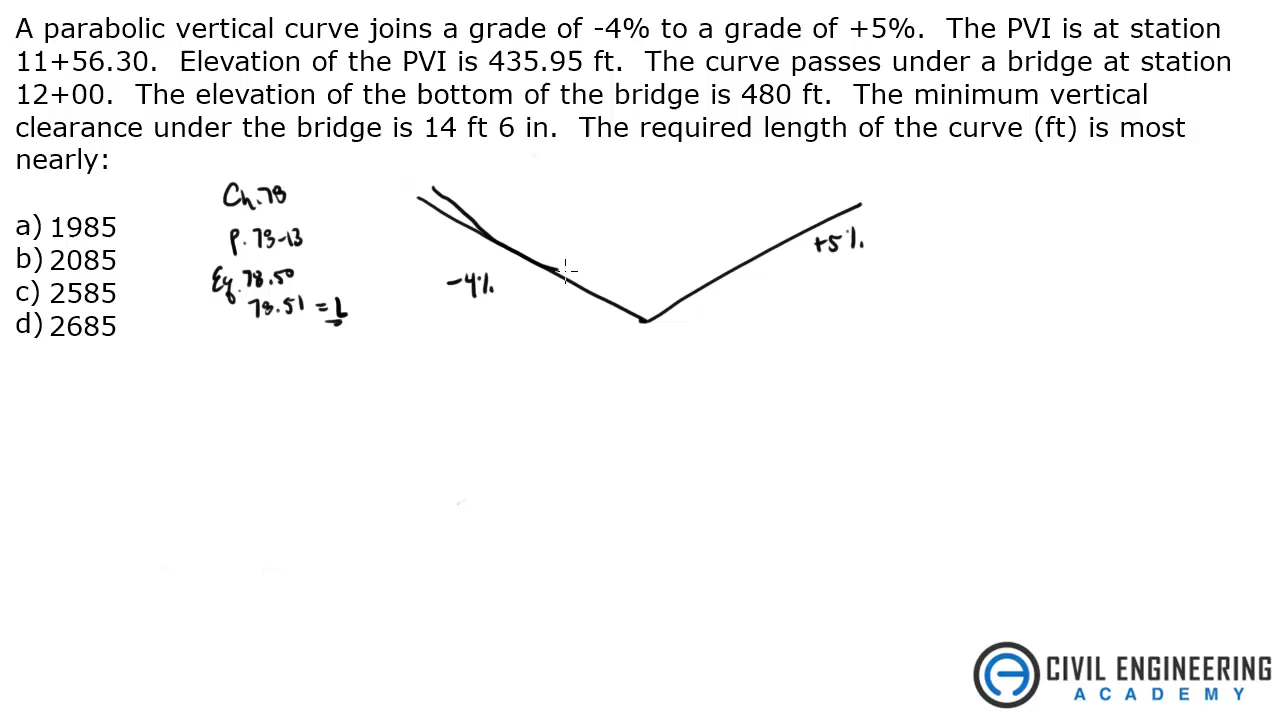 A parabolic vertical curve joins a grade of -4% to a grade of +5%. The PVI is at station
11+56.30. Elevation of the PVI is 435.95 ft. The curve passes under a bridge at station
12+00. The elevation of the bottom of the bridge is 480 ft. The minimum vertical
clearance under the bridge is 14 ft 6 in. The required length of the curve (ft) is most
nearly:
a) 1985
b) 2085
c) 2585
d) 2685
Ch. 78
P. 78-13
Eq. 78.50
78.51 = L
-4%
+5%
CIVIL ENGINEERING
ACADEMY